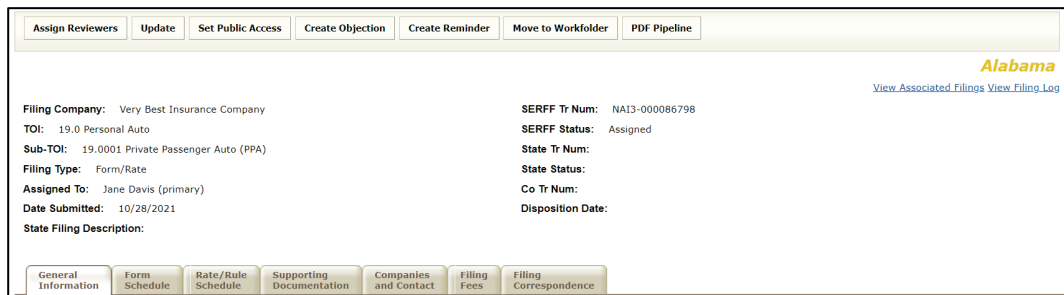 Assign Reviewers Update Set Public Access Create Objection Create Reminder Move to Workfolder PDF Pipeline
Alabama
View Associated Filings View Filing Log
Filing Company: Very Best Insurance Company SERFF Tr Num: NAI3-000086798
TOI: 19.0 Personal Auto SERFF Status: Assigned
Sub-TOI: 19.0001 Private Passenger Auto (PPA) State Tr Num:
Filing Type: Form/Rate State Status:
Assigned To: Jane Davis (primary) Co Tr Num:
Date Submitted: 10/28/2021 Disposition Date:
State Filing Description:
General Form Rate/Rule Supporting Companies Filing Filing
Information Schedule Schedule Documentation and Contact Fees Correspondence